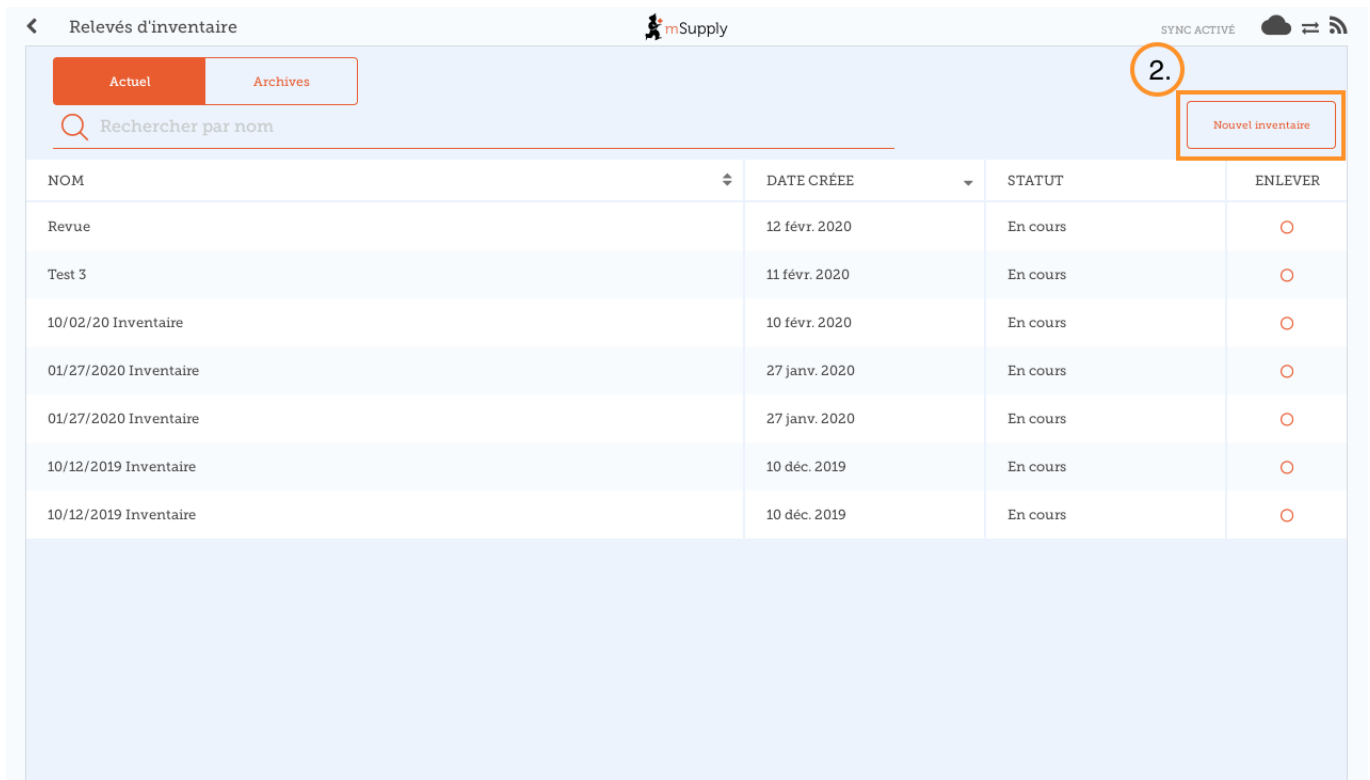 Relevés d'inventaire
mSupply
SYNC ACTIVÉ
Actuel
Archives
2.
Rechercher par nom
Nouvel inventaire
NOM DATE CRÉEE STATUT ENLEVER
Revue 12 févr. 2020 En cours
Test 3 11 févr. 2020 En cours
10/02/20 Inventaire 10 févr. 2020 En cours
01/27/2020 Inventaire 27 janv. 2020 En cours
01/27/2020 Inventaire 27 janv. 2020 En cours
10/12/2019 Inventaire 10 déc. 2019 En cours
10/12/2019 Inventaire 10 déc. 2019 En cours